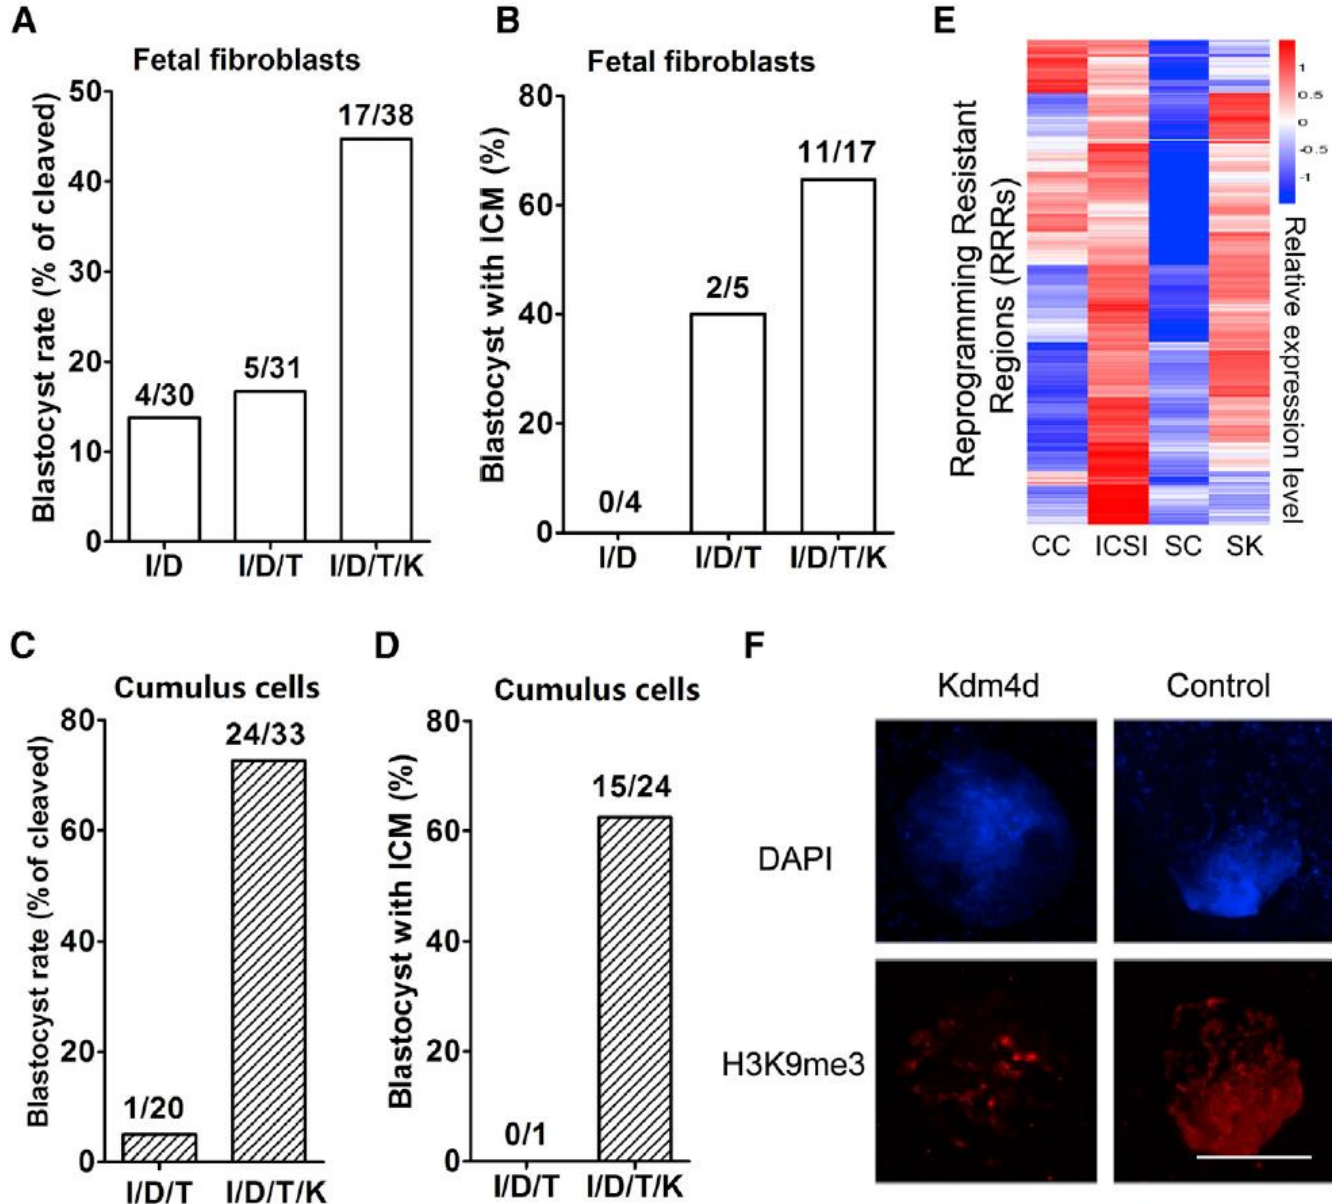 A
Fetal fibroblasts
Blastocyst rate (% of cleaved)
50
40
30
20
10
0
4/30
5/31
17/38
I/D
I/D/T
I/D/T/K
B
Fetal fibroblasts
Blastocyst with ICM (%)
80
60
40
20
0
0/4
2/5
11/17
I/D
I/D/T
I/D/T/K
E
Reprogramming Resistant
Regions (RRRs)
1
0.5
0
-0.5
-1
Relative expression level
CC
ICSI
SC
SK
C
Cumulus cells
Blastocyst rate (% of cleaved)
80
60
40
20
0
1/20
24/33
I/D/T
I/D/T/K
D
Cumulus cells
Blastocyst with ICM (%)
80
60
40
20
0
0/1
15/24
I/D/T
I/D/T/K
F
Kdm4d
Control
DAPI
H3K9me3